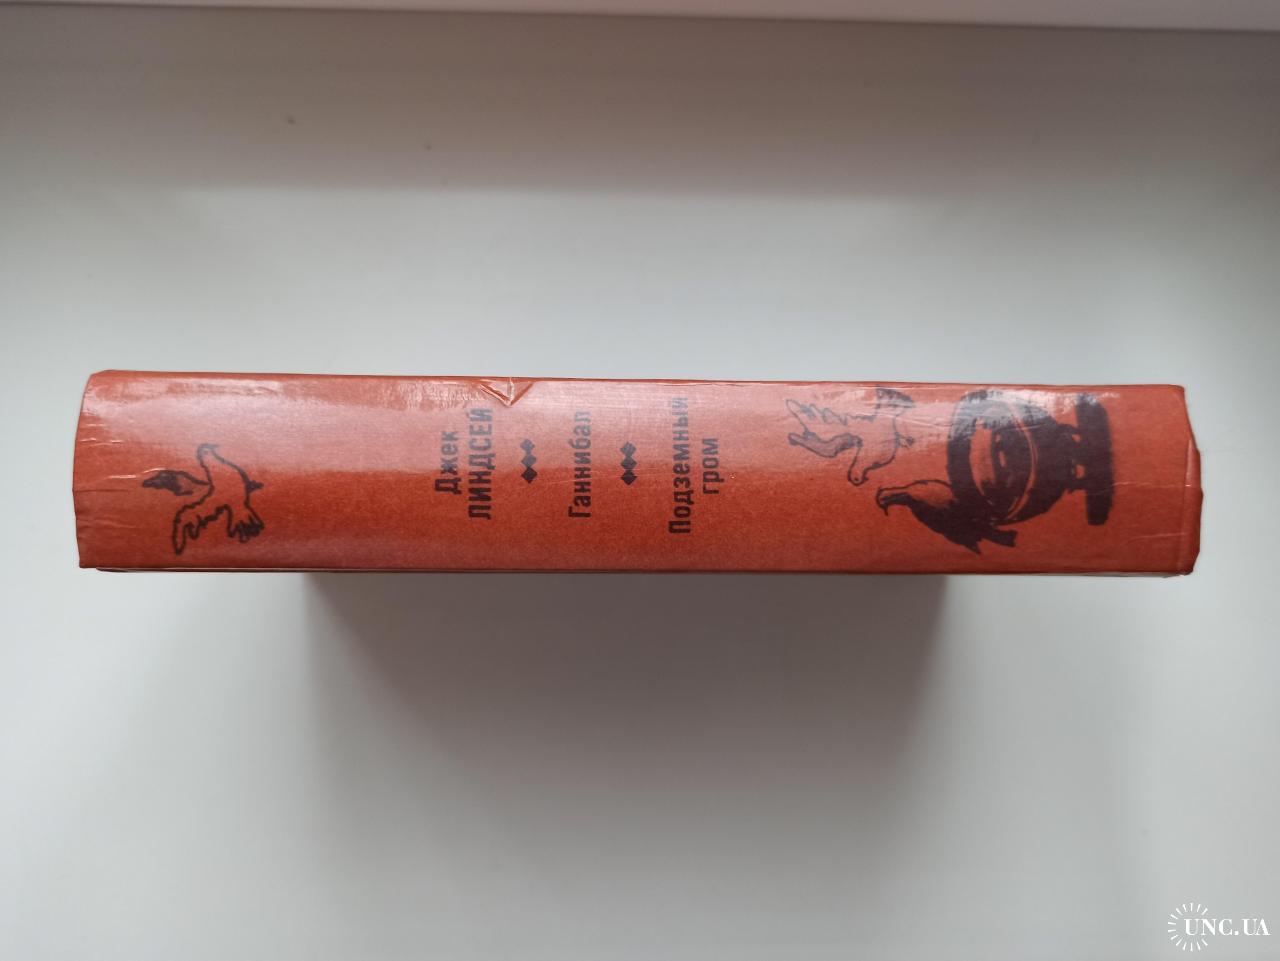 Джек
ЛИНДСЕЙ
Ганнибал
Подземный
гром
UNC.UA